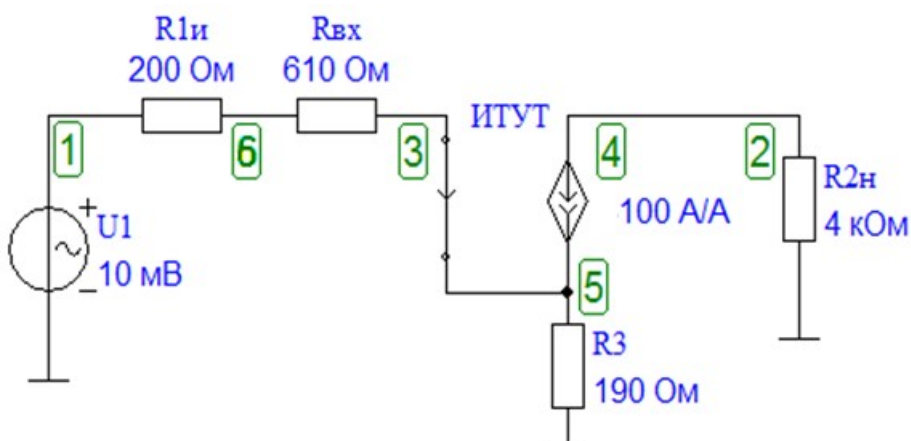 R1и
200 Ом
Rвх
610 Ом
ИТУТ
1
6
3
4
2
R2н
4 кОм
100 А/А
+
U1
10 мВ
−
5
R3
190 Ом